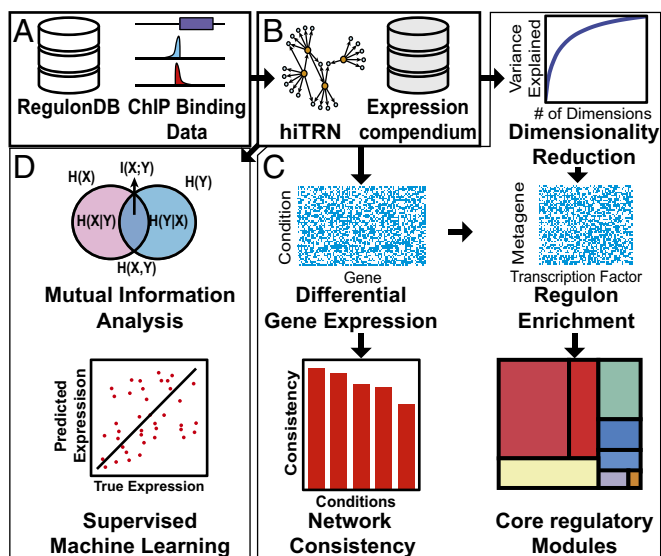 A
RegulonDB
ChIP Binding
Data
B
hiTRN
Expression
compendium
Variance
Explained
# of Dimensions
Dimensionality
Reduction
D
H(X)
I(X;Y)
H(Y)
H(X|Y)
H(Y|X)
H(X,Y)
Mutual Information
Analysis
Predicted
Expresssion
True Expression
Supervised
Machine Learning
C
Condition
Gene
Differential
Gene Expression
Consistency
Conditions
Network
Consistency
Metagene
Transcription Factor
Regulon
Enrichment
Core regulatory
Modules